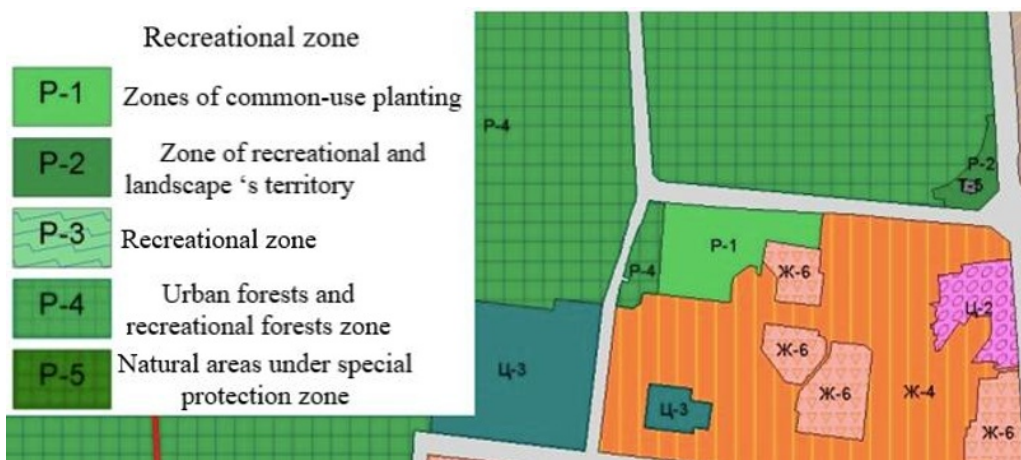 Recreational zone
Р-1
Zones of common-use planting
Р-2
Zone of recreational and
landscape ‘s territory
Р-3
Recreational zone
Р-4
Urban forests and
recreational forests zone
Р-5
Natural areas under special
protection zone
Р-4
Р-2
Т-5
Р-1
Ж-6
Р-4
Ц-2
Ж-6
Ц-3
Ж-6
Ж-4
Ц-3
Ж-6